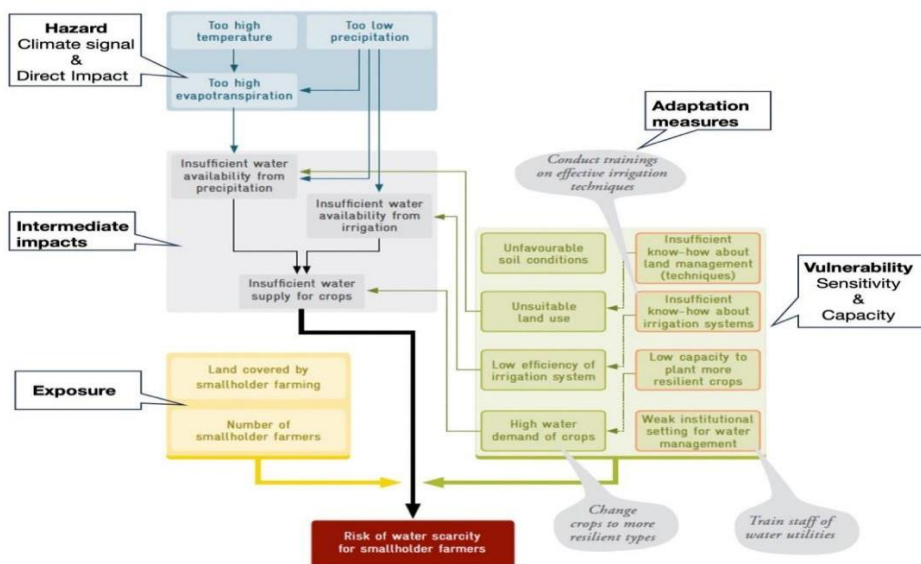 Hazard
Climate signal
&
Direct Impact
Too high
temperature
Too low
precipitation
Too high
evapotranspiration
Adaptation
measures
Conduct trainings
on effective irrigation
techniques
Intermediate
impacts
Insufficient water
availability from
precipitation
Insufficient water
availability from
irrigation
Insufficient water
supply for crops
Unfavourable
soil conditions
Insufficient
know-how about
land management
(techniques)
Unsuitable
land use
Insufficient
know-how about
irrigation systems
Low efficiency of
irrigation system
Low capacity to
plant more
resilient crops
High water
demand of crops
Weak institutional
setting for water
management
Vulnerability
Sensitivity
&
Capacity
Exposure
Land covered by
smallholder farming
Number of
smallholder farmers
Change
crops to more
resilient types
Train staff of
water utilities
Risk of water scarcity
for smallholder farmers